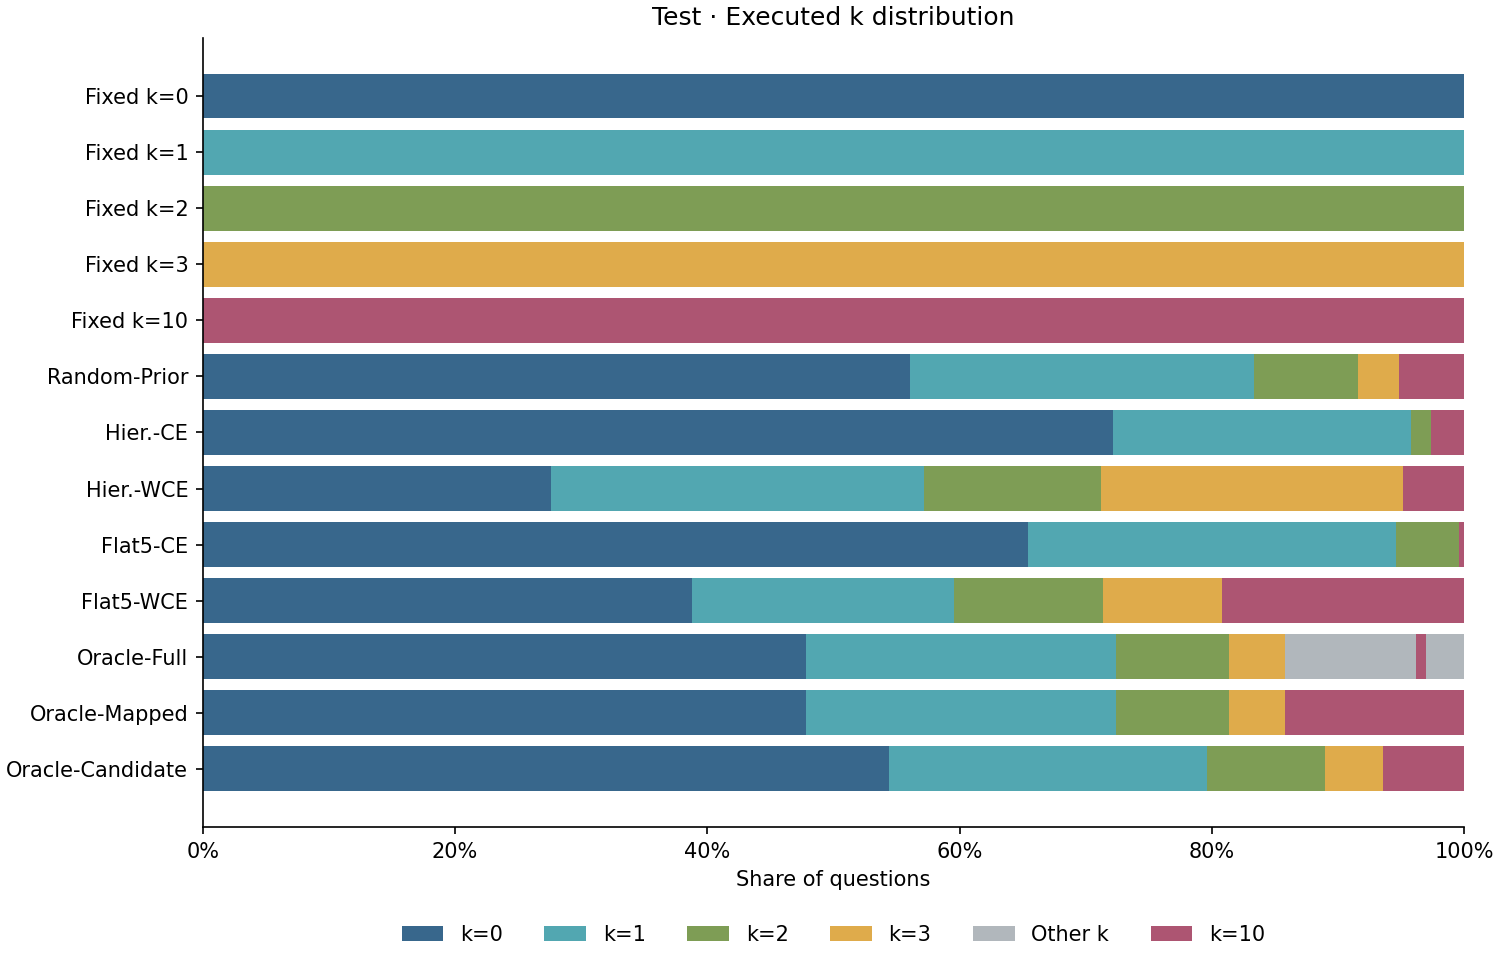 Test · Executed k distribution
Fixed k=0
Fixed k=1
Fixed k=2
Fixed k=3
Fixed k=10
Random-Prior
Hier.-CE
Hier.-WCE
Flat5-CE
Flat5-WCE
Oracle-Full
Oracle-Mapped
Oracle-Candidate
0% 20% 40% 60% 80% 100%
Share of questions
k=0 k=1 k=2 k=3 Other k k=10